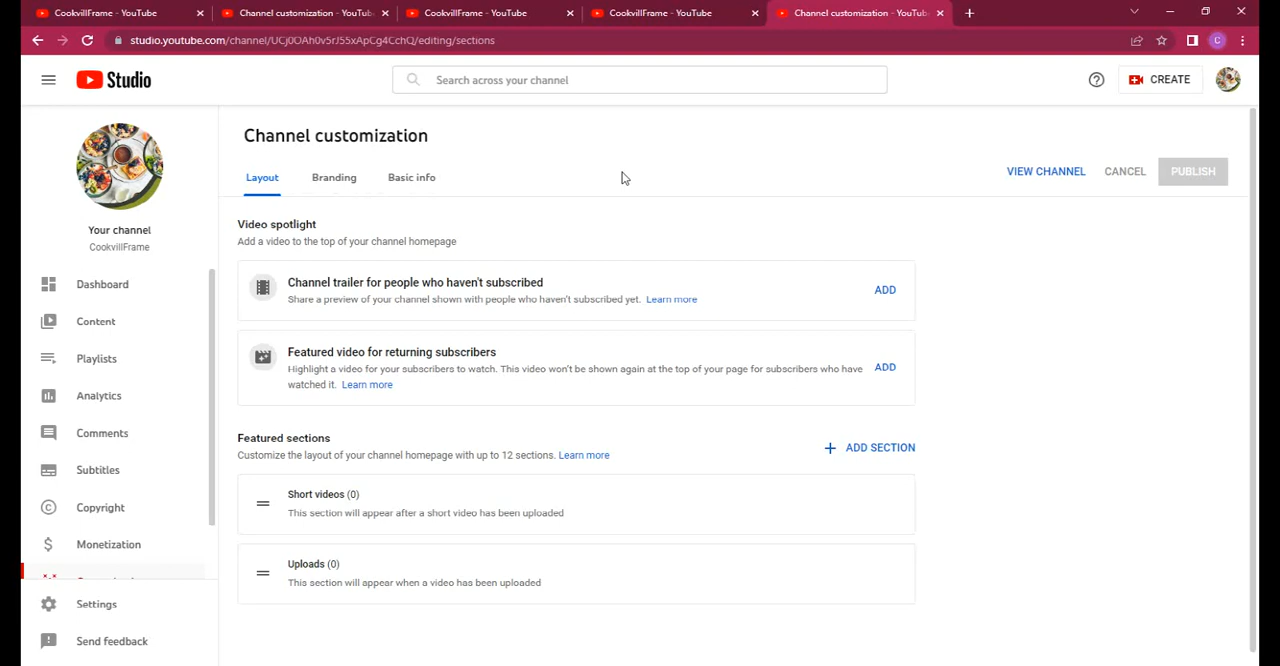 CookvillFrame - YouTube
Channel customization - YouTub
CookvillFrame - YouTube
CookvillFrame - YouTube
Channel customization - YouTub
studio.youtube.com/channel/UCj0OAh0v5rJ55xApCg4CchQ/editing/sections
C
Studio
Search across your channel
CREATE
Your channel
CookvillFrame
Dashboard
Content
Playlists
Analytics
Comments
Subtitles
Copyright
Monetization
Settings
Send feedback
Channel customization
Layout
Branding
Basic info
VIEW CHANNEL
CANCEL
PUBLISH
Video spotlight
Add a video to the top of your channel homepage
Channel trailer for people who haven't subscribed
Share a preview of your channel shown with people who haven't subscribed yet. Learn more
ADD
Featured video for returning subscribers
Highlight a video for your subscribers to watch. This video won't be shown again at the top of your page for subscribers who have
watched it. Learn more
ADD
Featured sections
Customize the layout of your channel homepage with up to 12 sections. Learn more
ADD SECTION
Short videos (0)
This section will appear after a short video has been uploaded
Uploads (0)
This section will appear when a video has been uploaded